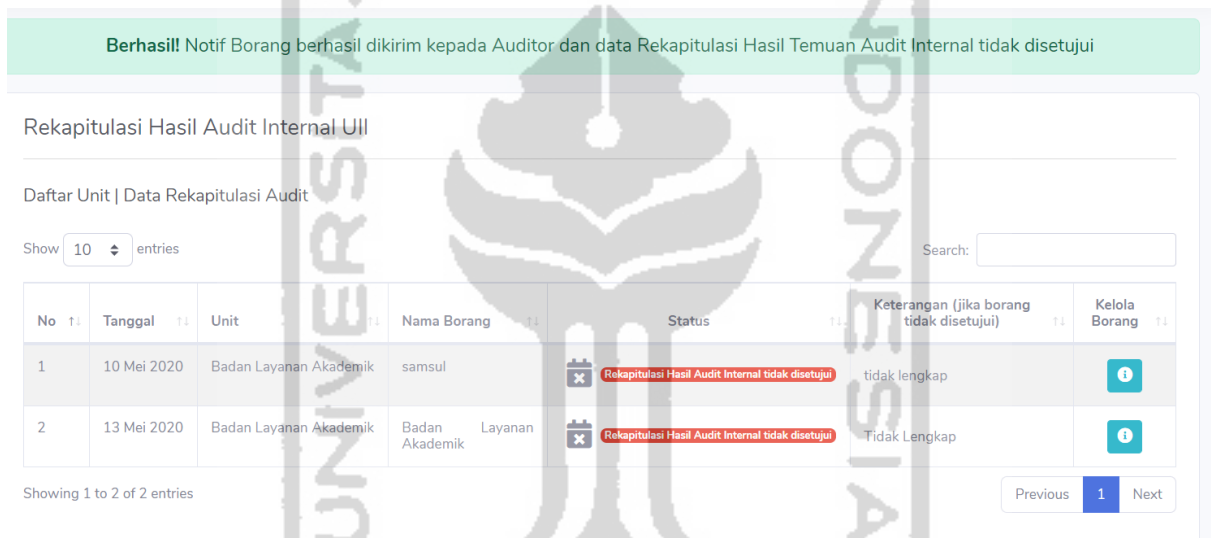 Berhasil! Notif Borang berhasil dikirim kepada Auditor dan data Rekapitulasi Hasil Temuan Audit Internal tidak disetujui
Rekapitulasi Hasil Audit Internal UII
Daftar Unit | Data Rekapitulasi Audit
Show 10 entries
Search:
No Tanggal Unit Nama Borang Status Keterangan (jika borang tidak disetujui) Kelola Borang
1 10 Mei 2020 Badan Layanan Akademik samsul Rekapitulasi Hasil Audit Internal tidak disetujui tidak lengkap
2 13 Mei 2020 Badan Layanan Akademik Badan Layanan Akademik Rekapitulasi Hasil Audit Internal tidak disetujui Tidak Lengkap
Showing 1 to 2 of 2 entries
Previous 1 Next
UNIVERSITA
NDONESIA